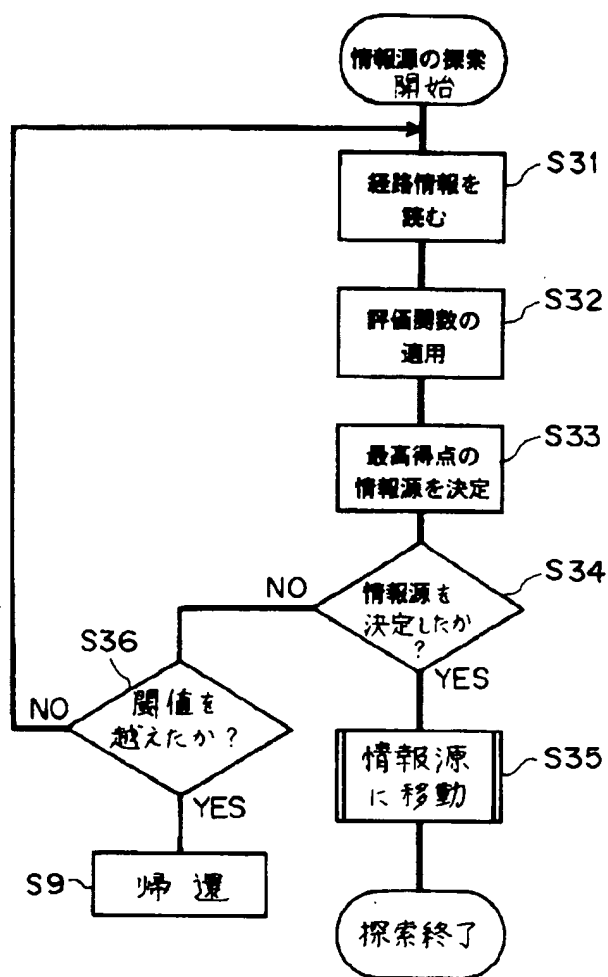 情報源の探索
開始
S31
経路情報を
読む
S32
評価関数の
適用
S33
最高得点の
情報源を決定
S34
情報源を
決定したか
?
NO
YES
S36
閾値を
越えたか?
NO
YES
S35
情報源
に移動
S9
帰還
探索終了